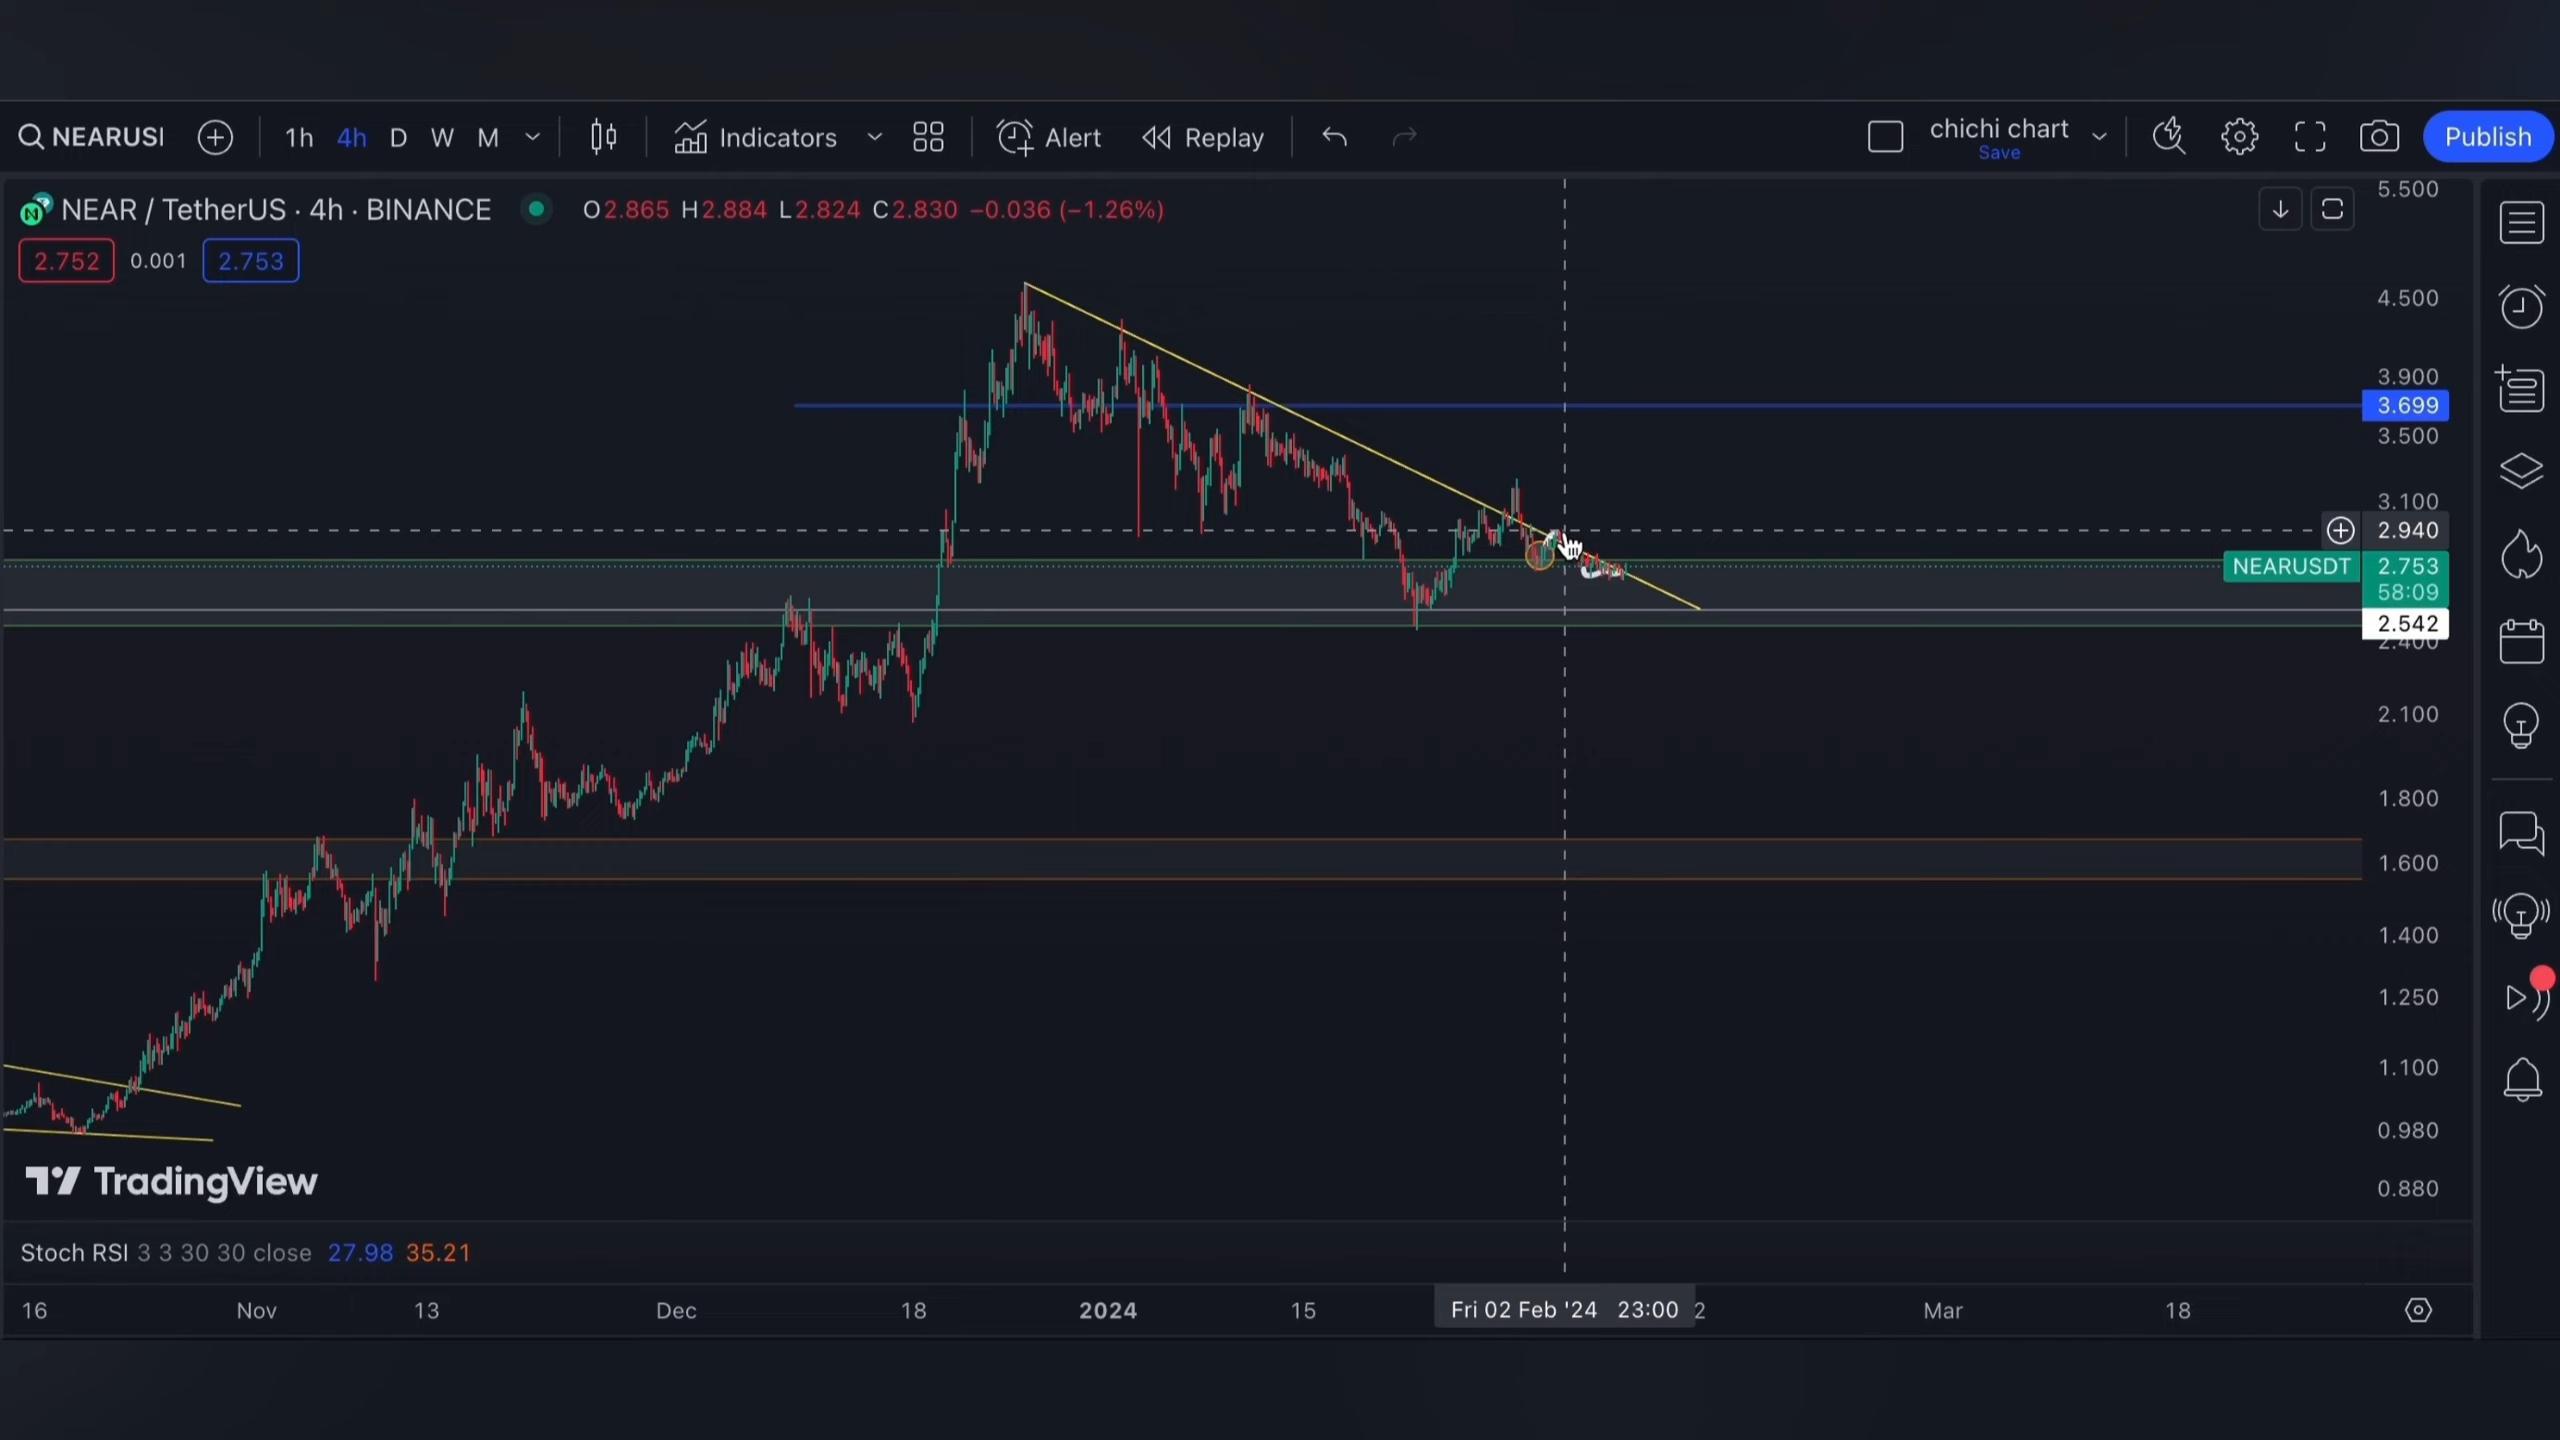 NEARUSI 1h 4h D W M Indicators Alert Replay chichi chart Save Publish
NEAR / TetherUS · 4h · BINANCE O2.865 H2.884 L2.824 C2.830 −0.036 (−1.26%)
2.752 0.001 2.753
5.500
4.500
3.900
3.699
3.500
3.100
2.940
NEARUSDT 2.753
58:09
2.542
2.400
2.100
1.800
1.600
1.400
1.250
1.100
0.980
0.880
TradingView
Stoch RSI 3 3 30 30 close 27.98 35.21
16 Nov 13 Dec 18 2024 15 Fri 02 Feb '24 23:00 2 Mar 18